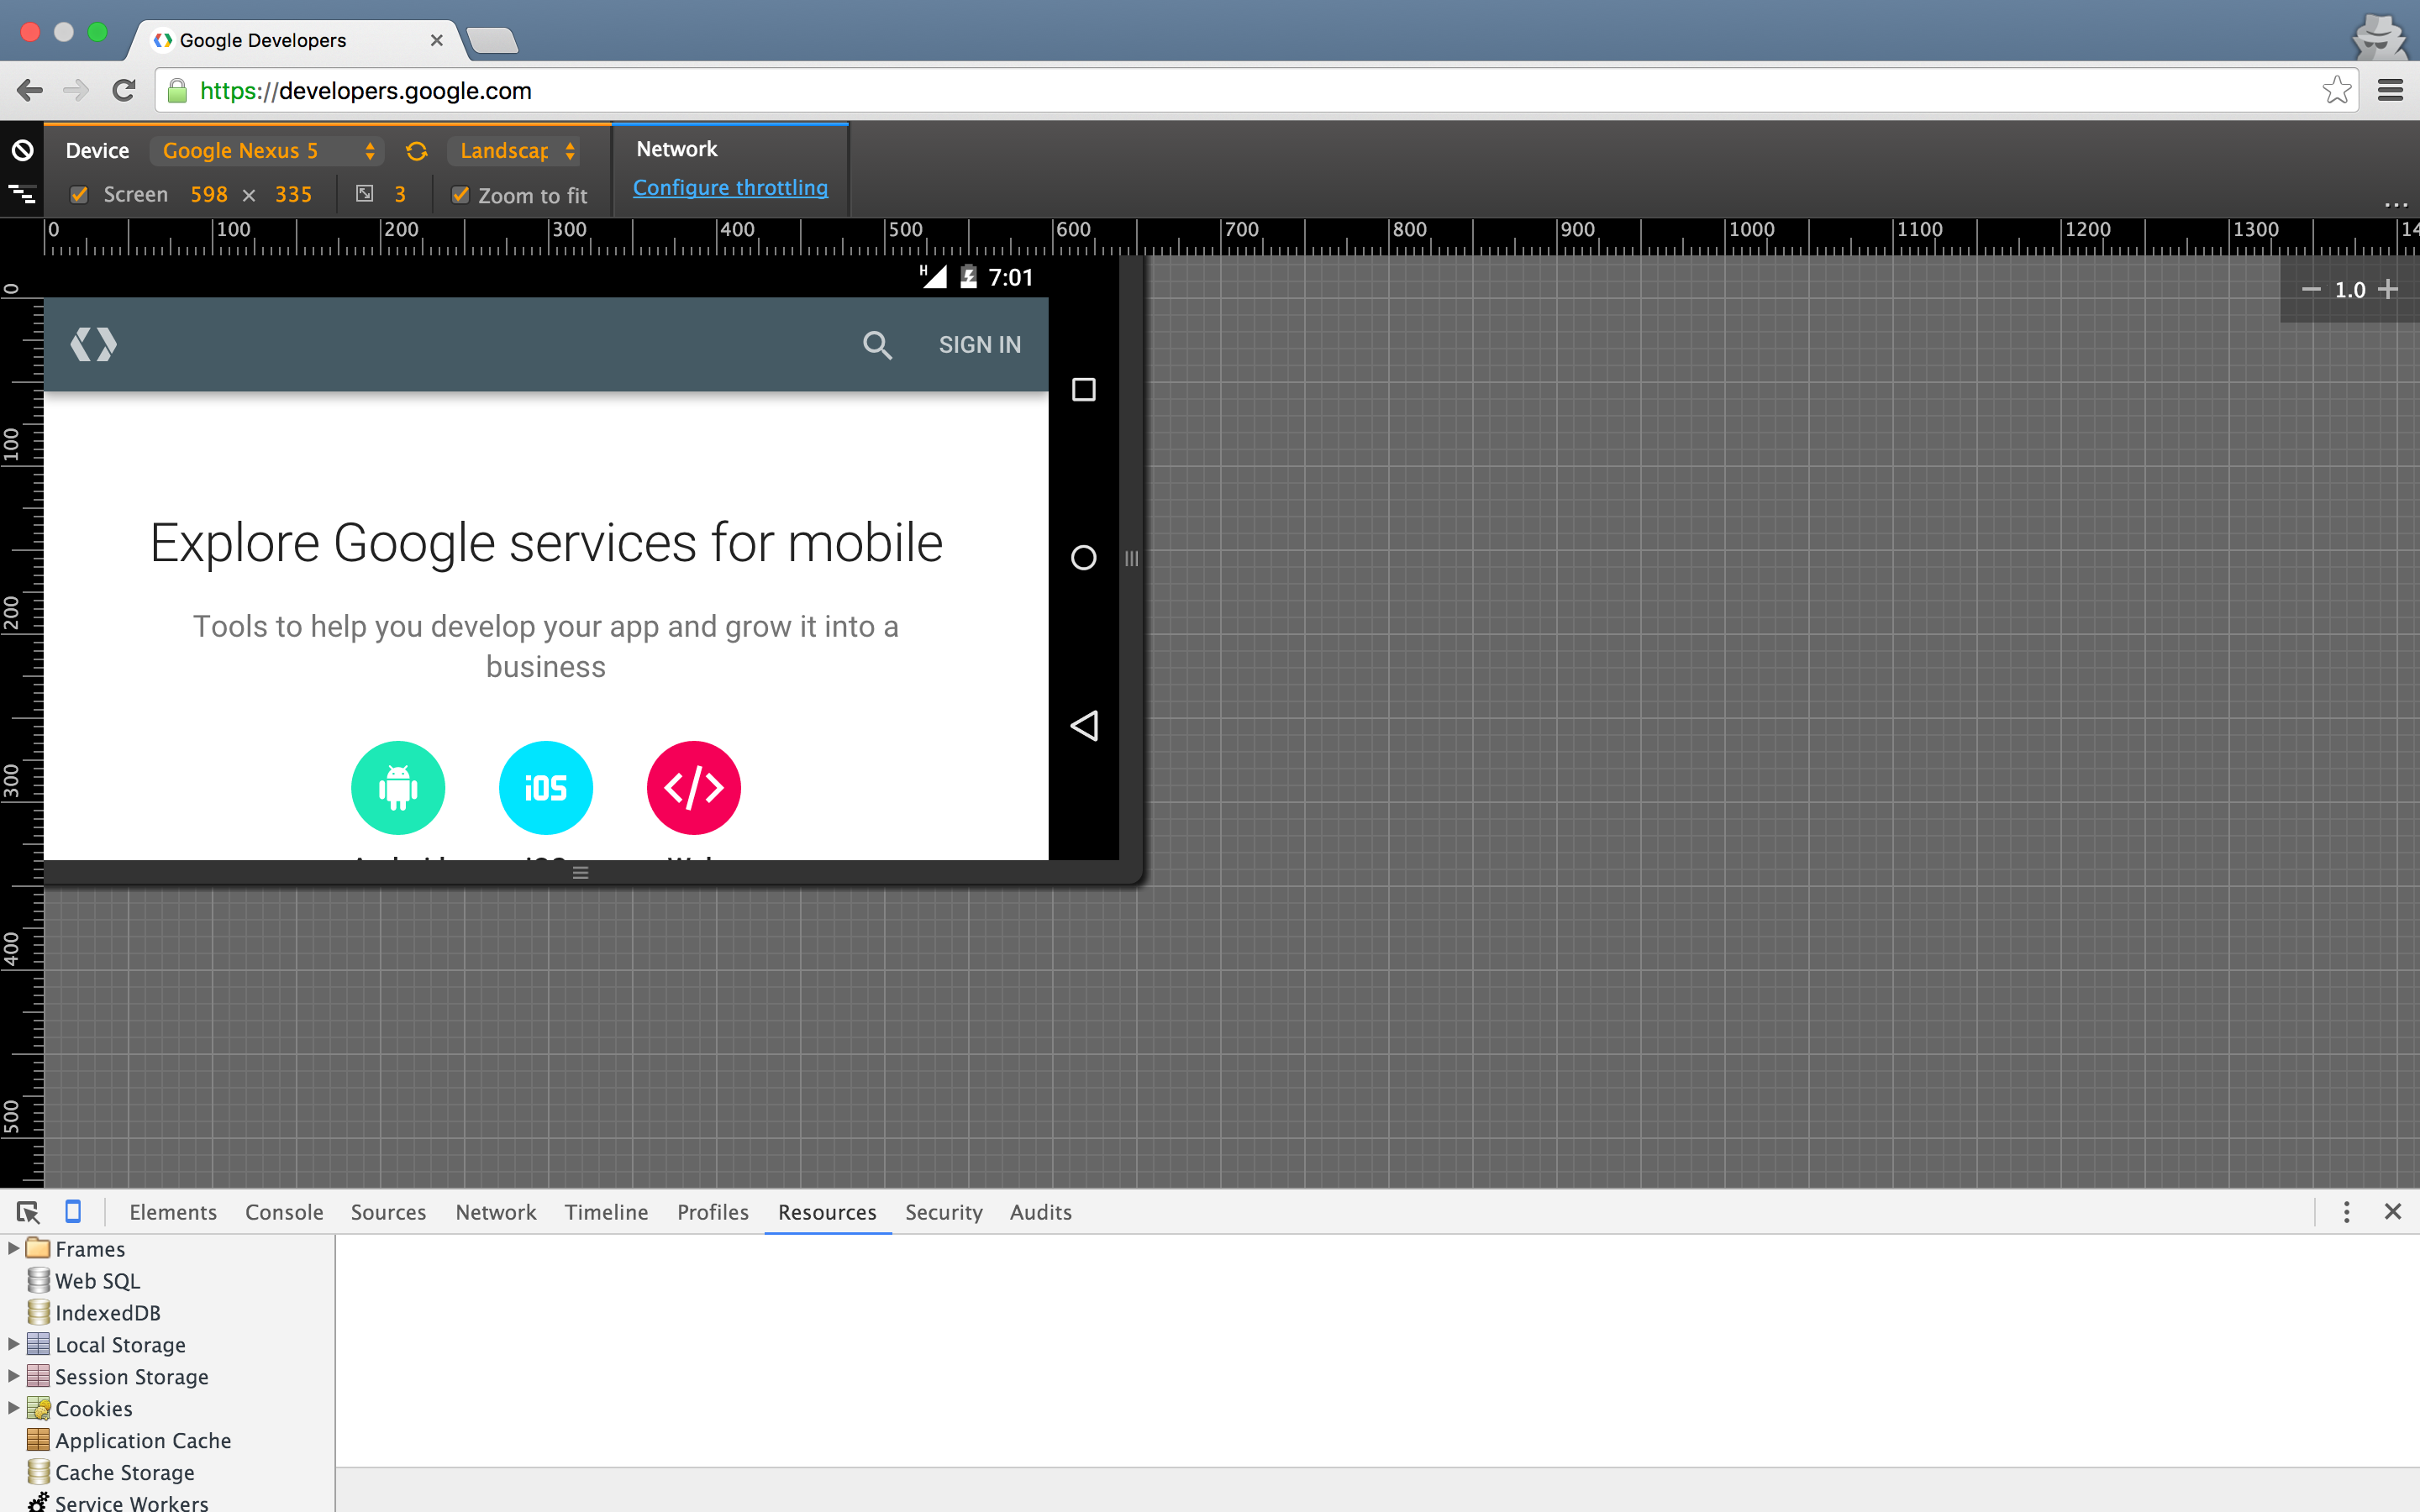 Google Developers
https://developers.google.com
Device Google Nexus 5 Landscap Network
Screen 598 × 335 3 Zoom to fit Configure throttling
...
0 100 200 300 400 500 600 700 800 900 1000 1100 1200 1300 14
H 7:01
1.0
0
100
200
300
400
500
SIGN IN
Explore Google services for mobile
Tools to help you develop your app and grow it into a
business
iOS </>
Elements Console Sources Network Timeline Profiles Resources Security Audits
Frames
Web SQL
IndexedDB
Local Storage
Session Storage
Cookies
Application Cache
Cache Storage
Service Workers